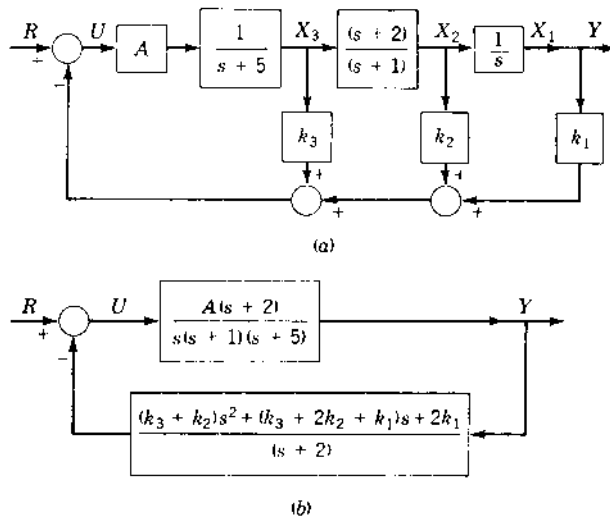 R U A 1 X₃ (s + 2) X₂ 1 X₁ Y
+ s + 5 (s + 1) s
−
k₃ k₂ k₁
+ +
+ +
(a)
R U A(s + 2) Y
+ s(s + 1)(s + 5)
−
(k₃ + k₂)s² + (k₃ + 2k₂ + k₁)s + 2k₁
(s + 2)
(b)